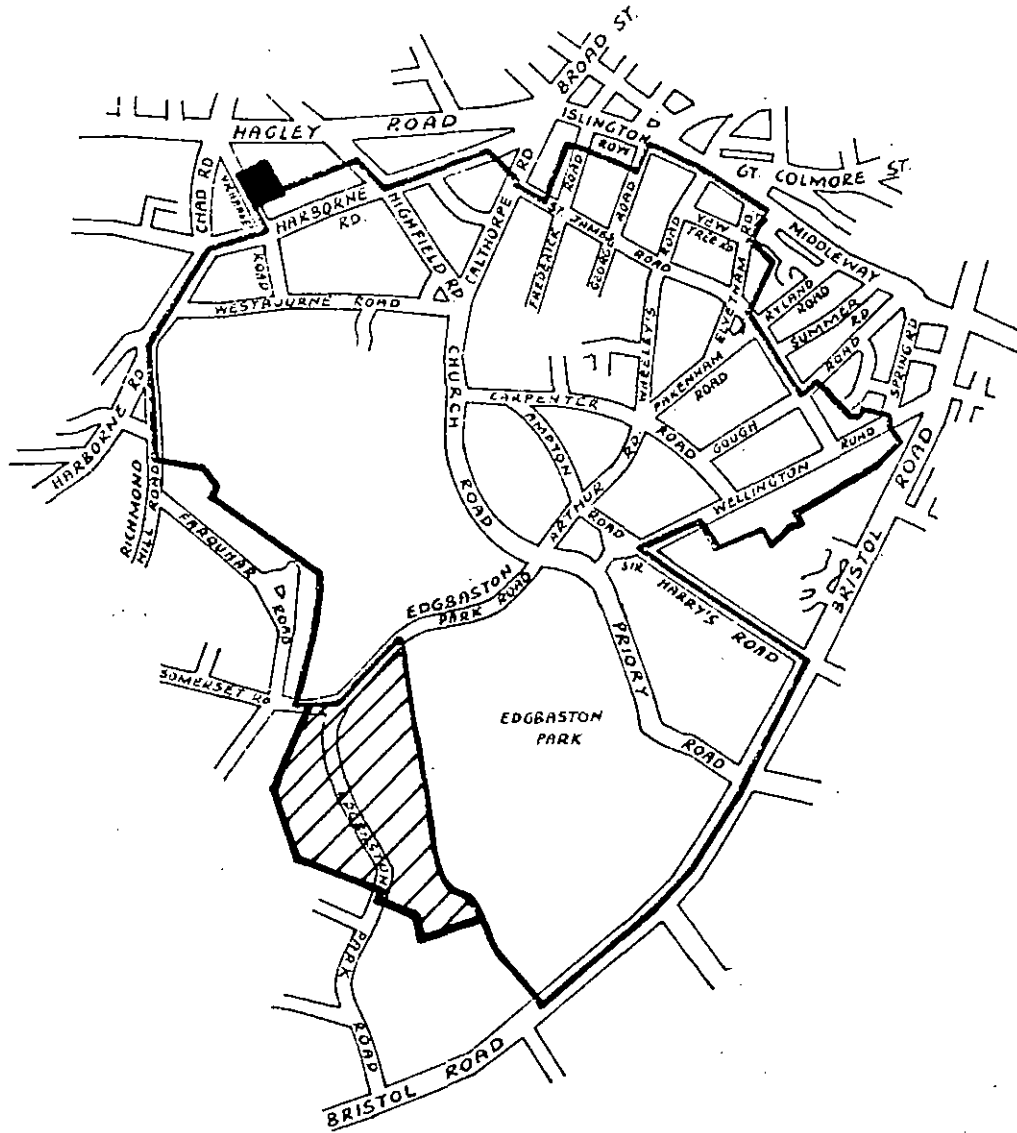 BROAD ST.
HAGLEY ROAD
ISLINGTON
ROW
GT. COLMORE ST.
MIDDLEWAY
CHAD RD
HARBORNE
RD.
HIGHFIELD RD
CALTHORPE RD
FREDERICK ROAD
ST. JAMES ROAD
GEORGE ROAD
YEW
TREE RD
ROAD
ELVETHAM RD
RYLAND
ROAD
SUMMER
RD
ROAD
SPRING RD
WESTBOURNE ROAD
ROAD
WHEELEY'S ROAD
PAKENHAM
ROAD
CHURCH ROAD
CARPENTER ROAD
AMPTON ROAD
ARTHUR RD.
GOUGH
WELLINGTON ROAD
BRISTOL ROAD
HARBORNE RD
RICHMOND
HILL ROAD
FARQUHAR ROAD
SIR HARRY'S ROAD
EDGBASTON
PARK ROAD
PRIORY ROAD
SOMERSET RD
EDGBASTON
PARK
EDGBASTON
PARK
ROAD
BRISTOL ROAD